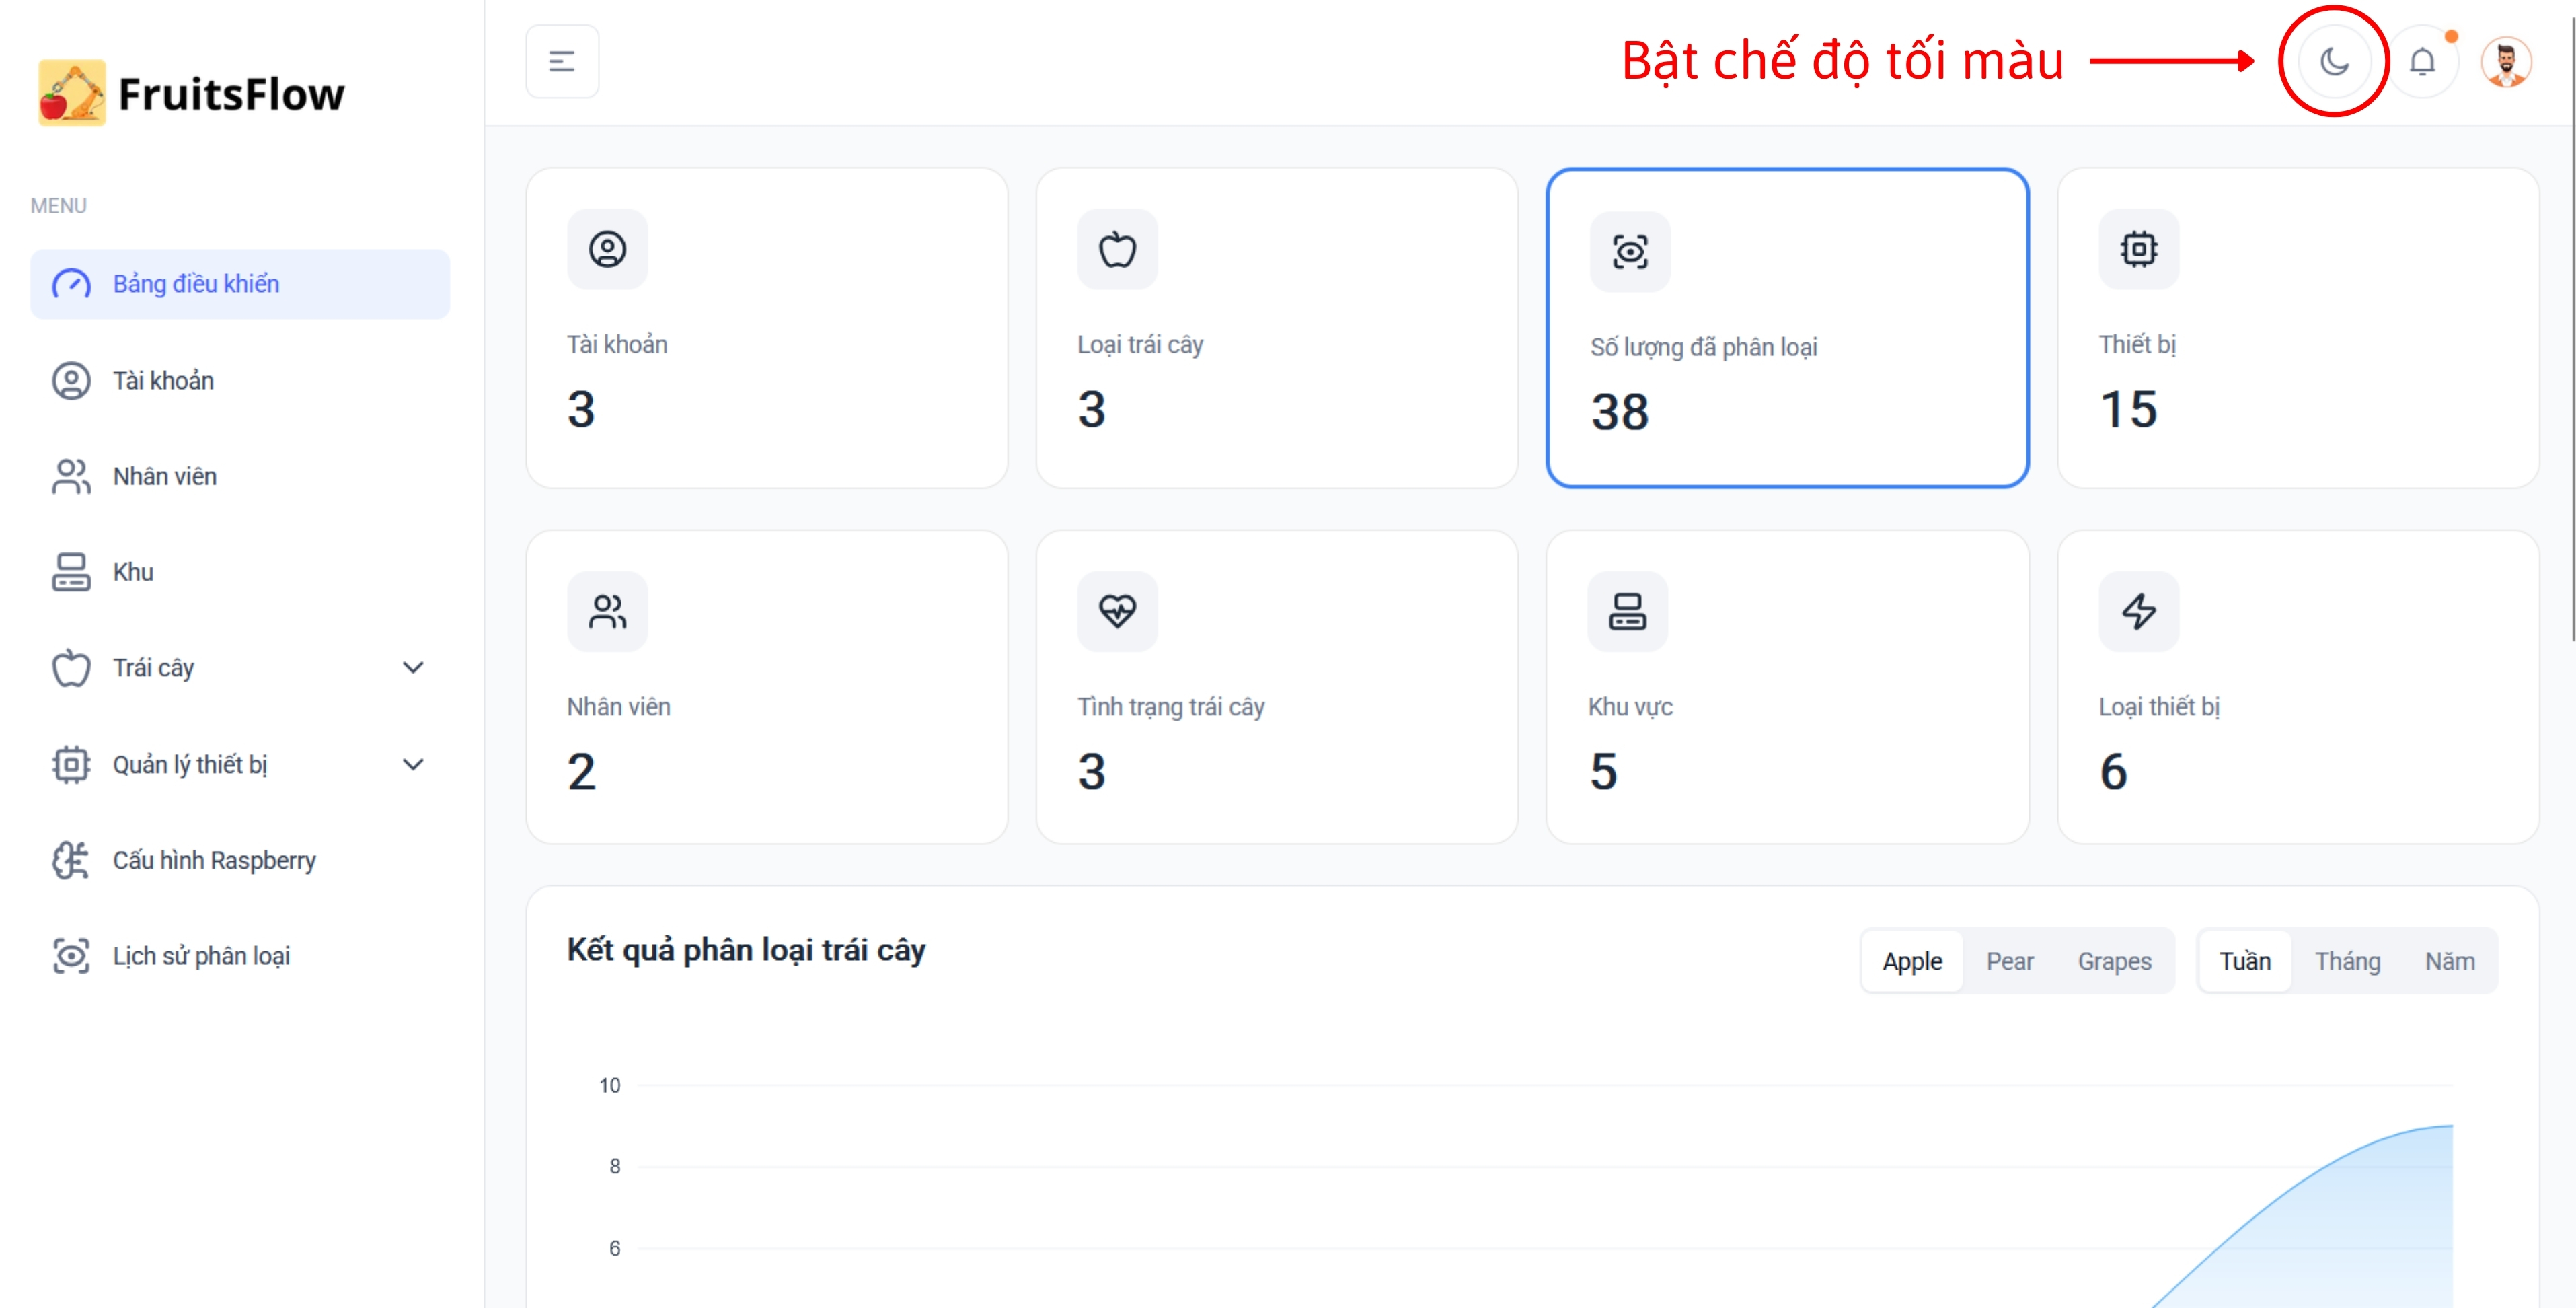 FruitsFlow
Bật chế độ tối màu
MENU
Bảng điều khiển
Tài khoản
Nhân viên
Khu
Trái cây
Quản lý thiết bị
Cấu hình Raspberry
Lịch sử phân loại
Tài khoản
3
Loại trái cây
3
Số lượng đã phân loại
38
Thiết bị
15
Nhân viên
2
Tình trạng trái cây
3
Khu vực
5
Loại thiết bị
6
Kết quả phân loại trái cây
Apple Pear Grapes
Tuần Tháng Năm
10
8
6